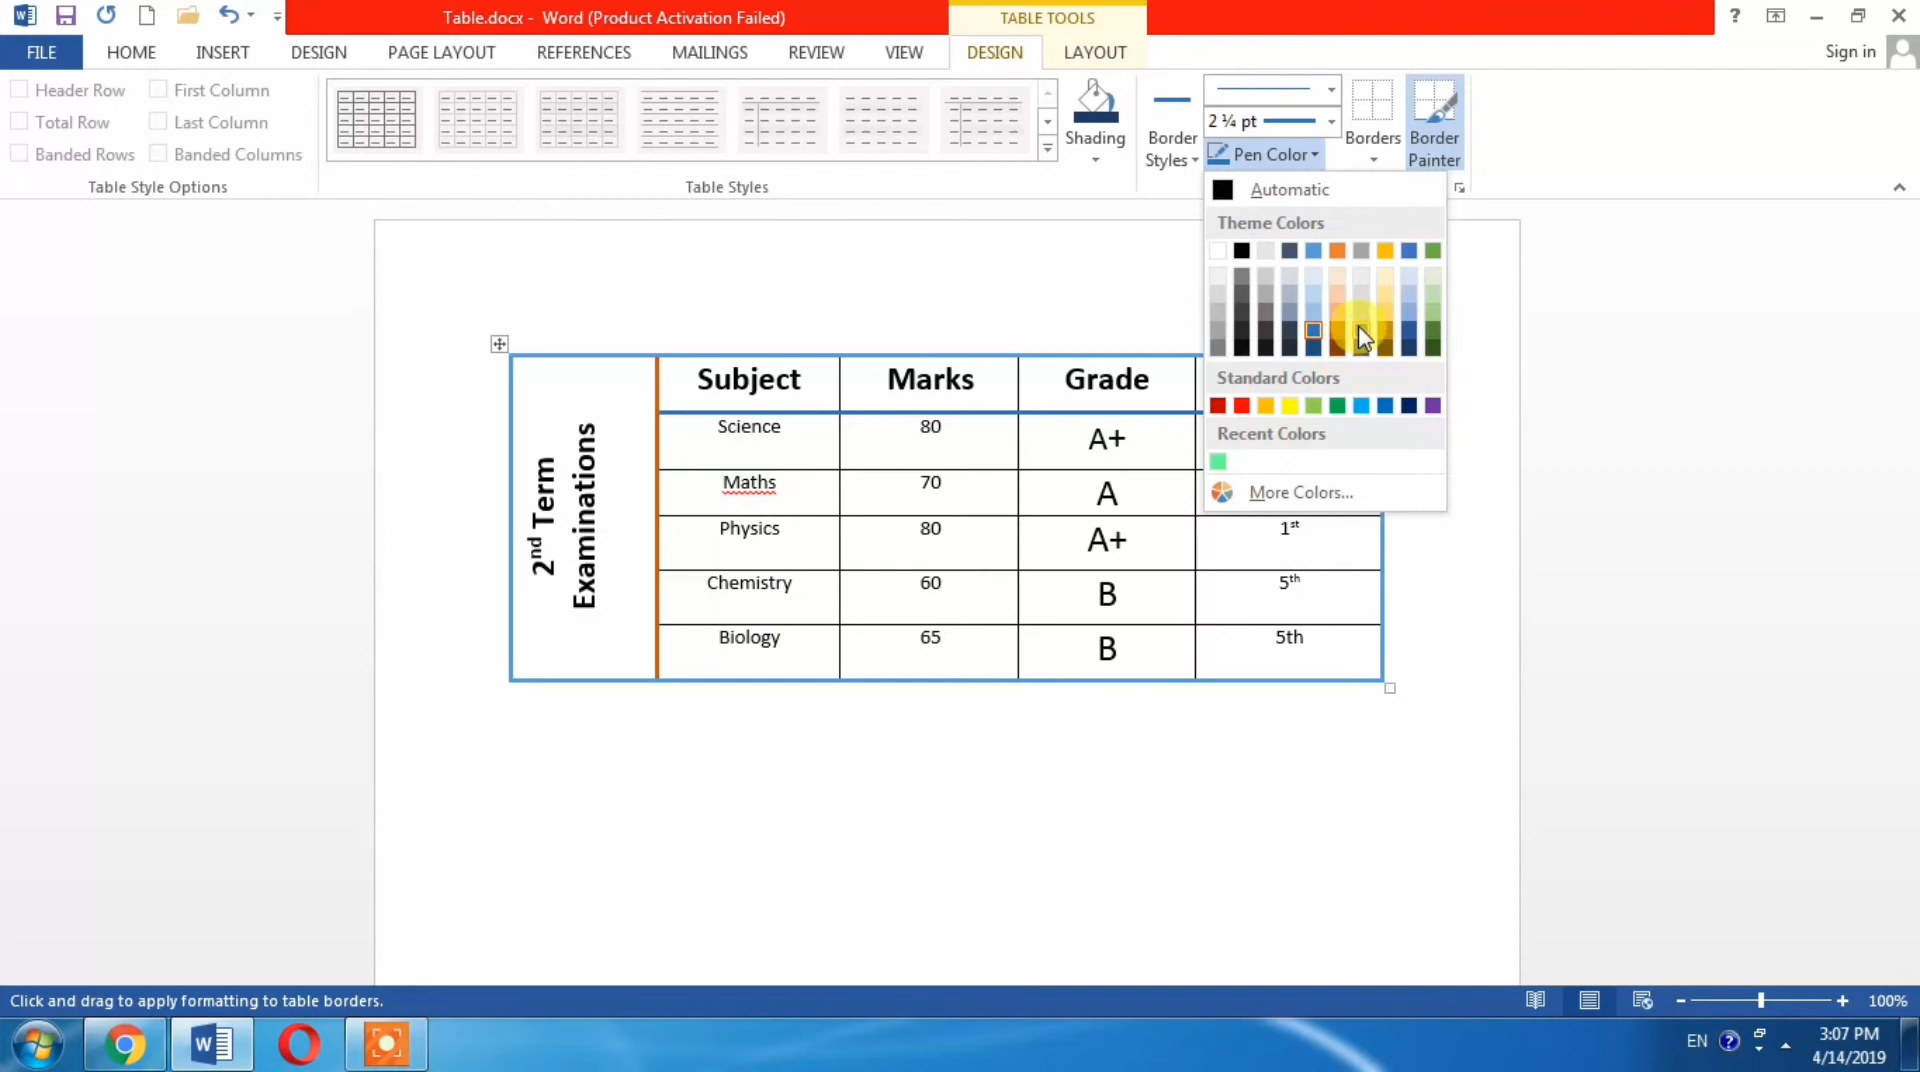 Table.docx - Word (Product Activation Failed)
TABLE TOOLS
?
FILE
HOME
INSERT
DESIGN
PAGE LAYOUT
REFERENCES
MAILINGS
REVIEW
VIEW
DESIGN
LAYOUT
Sign in
Header Row
First Column
Total Row
Last Column
Banded Rows
Banded Columns
Table Style Options
Table Styles
Shading
Border
Styles
2 ¼ pt
Pen Color
Borders
Border
Painter
Automatic
Theme Colors
Standard Colors
Recent Colors
More Colors...
2nd Term
Examinations
Subject Marks Grade
Science 80 A+
Maths 70 A
Physics 80 A+ 1st
Chemistry 60 B 5th
Biology 65 B 5th
Click and drag to apply formatting to table borders.
100%
EN
3:07 PM
4/14/2019